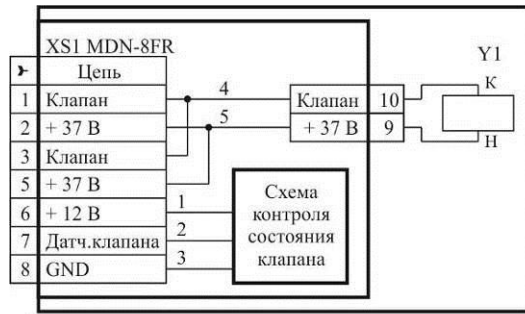 XS1 MDN-8FR
Цепь
1 Клапан
2 + 37 В
3 Клапан
5 + 37 В
6 + 12 В
7 Датч.клапана
8 GND
4
5
1
2
3
Клапан 10
+ 37 В 9
Схема
контроля
состояния
клапана
Y1
К
Н